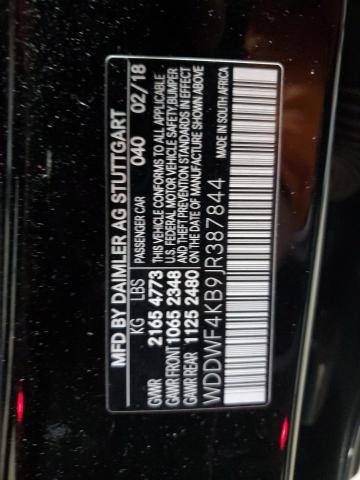 MFD BY DAIMLER AG STUTTGART
PASSENGER CAR 040 02/18
KG LBS
GVWR 2165 4773
GAWR FRONT 1065 2348
GAWR REAR 1125 2480
THIS VEHICLE CONFORMS TO ALL APPLICABLE
U.S. FEDERAL MOTOR VEHICLE SAFETY,BUMPER
AND THEFT PREVENTION STANDARDS IN EFFECT
ON THE DATE OF MANUFACTURE SHOWN ABOVE
WDDWF4KB9JR387844
MADE IN SOUTH AFRICA